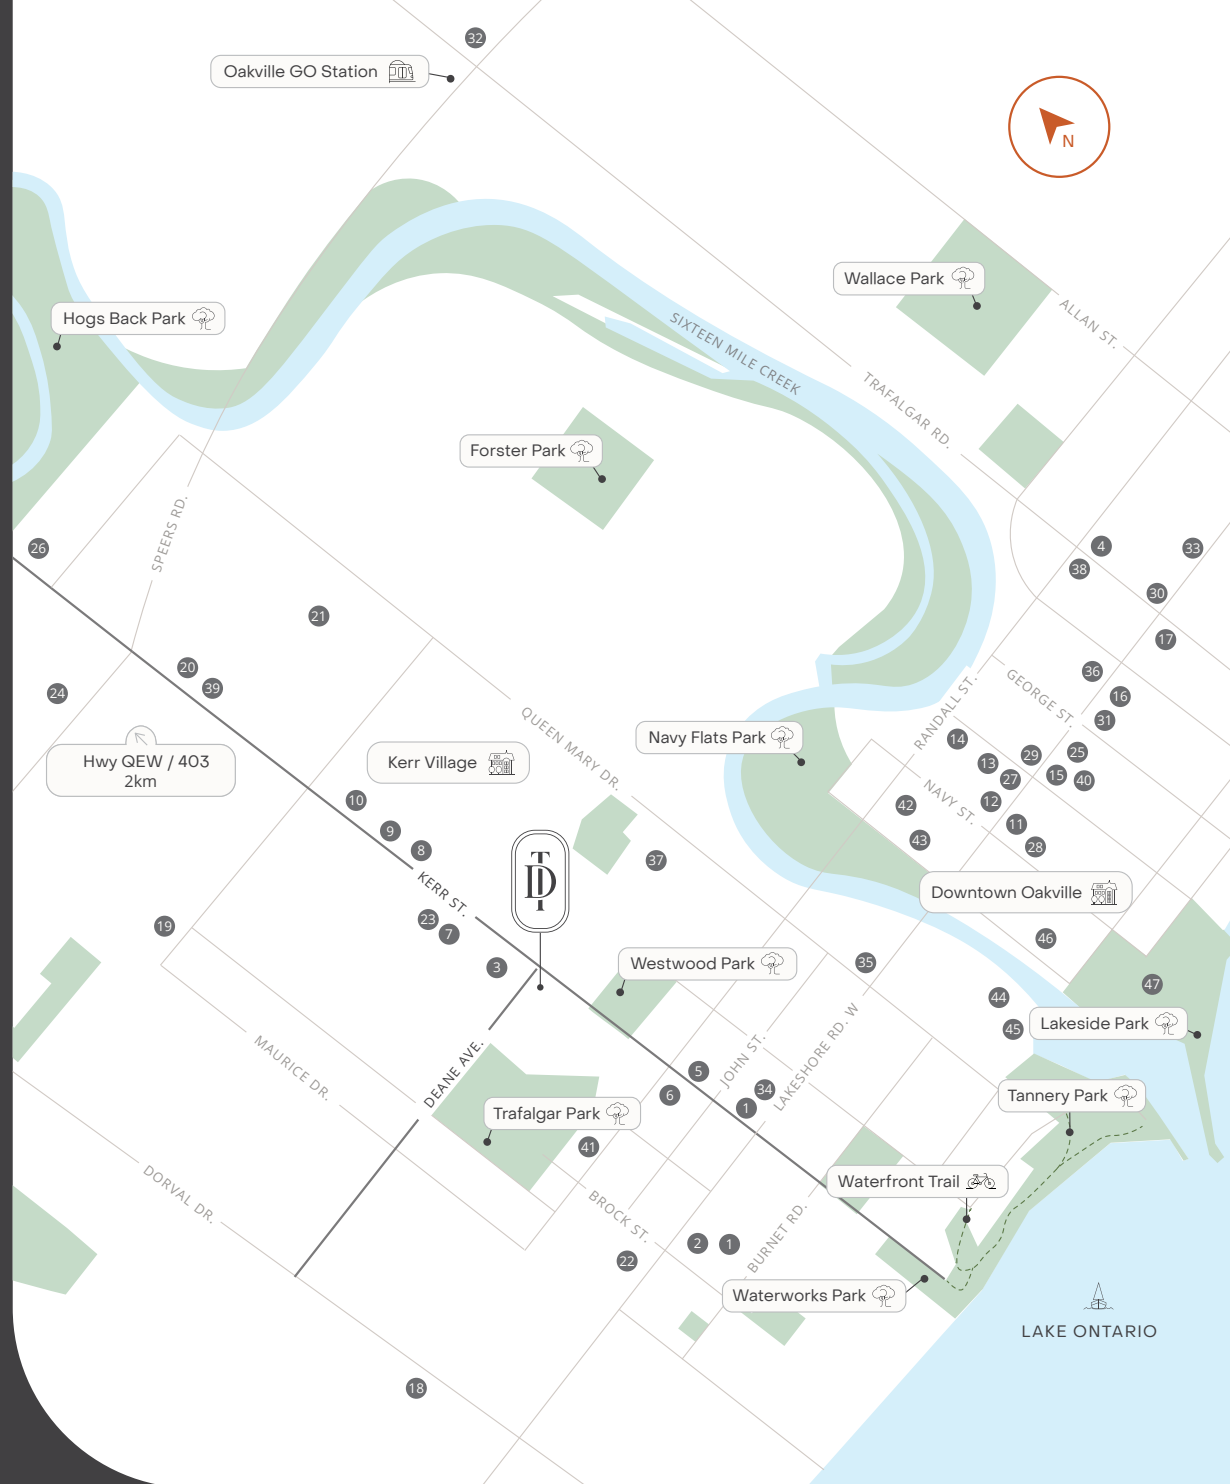 32
Oakville GO Station
N
Wallace Park
Hogs Back Park
ALLAN ST.
SIXTEEN MILE CREEK
TRAFALGAR RD.
Forster Park
SPEERS RD.
26
4
33
38
30
21
17
20
39
24
36
GEORGE ST.
16
31
QUEEN MARY DR.
RANDALL ST.
Navy Flats Park
14
Hwy QEW / 403
2km
Kerr Village
13
29
25
27
15
40
10
42
NAVY ST.
12
9
11
8
43
28
37
TD
KERR ST.
Downtown Oakville
23
7
19
46
3
Westwood Park
35
47
44
45
Lakeside Park
MAURICE DR.
DEANE AVE.
JOHN ST.
LAKESHORE RD. W
5
6
34
1
Tannery Park
Trafalgar Park
41
Waterfront Trail
DORVAL DR.
BROCK ST.
BURNET RD.
2
1
22
Waterworks Park
LAKE ONTARIO
18